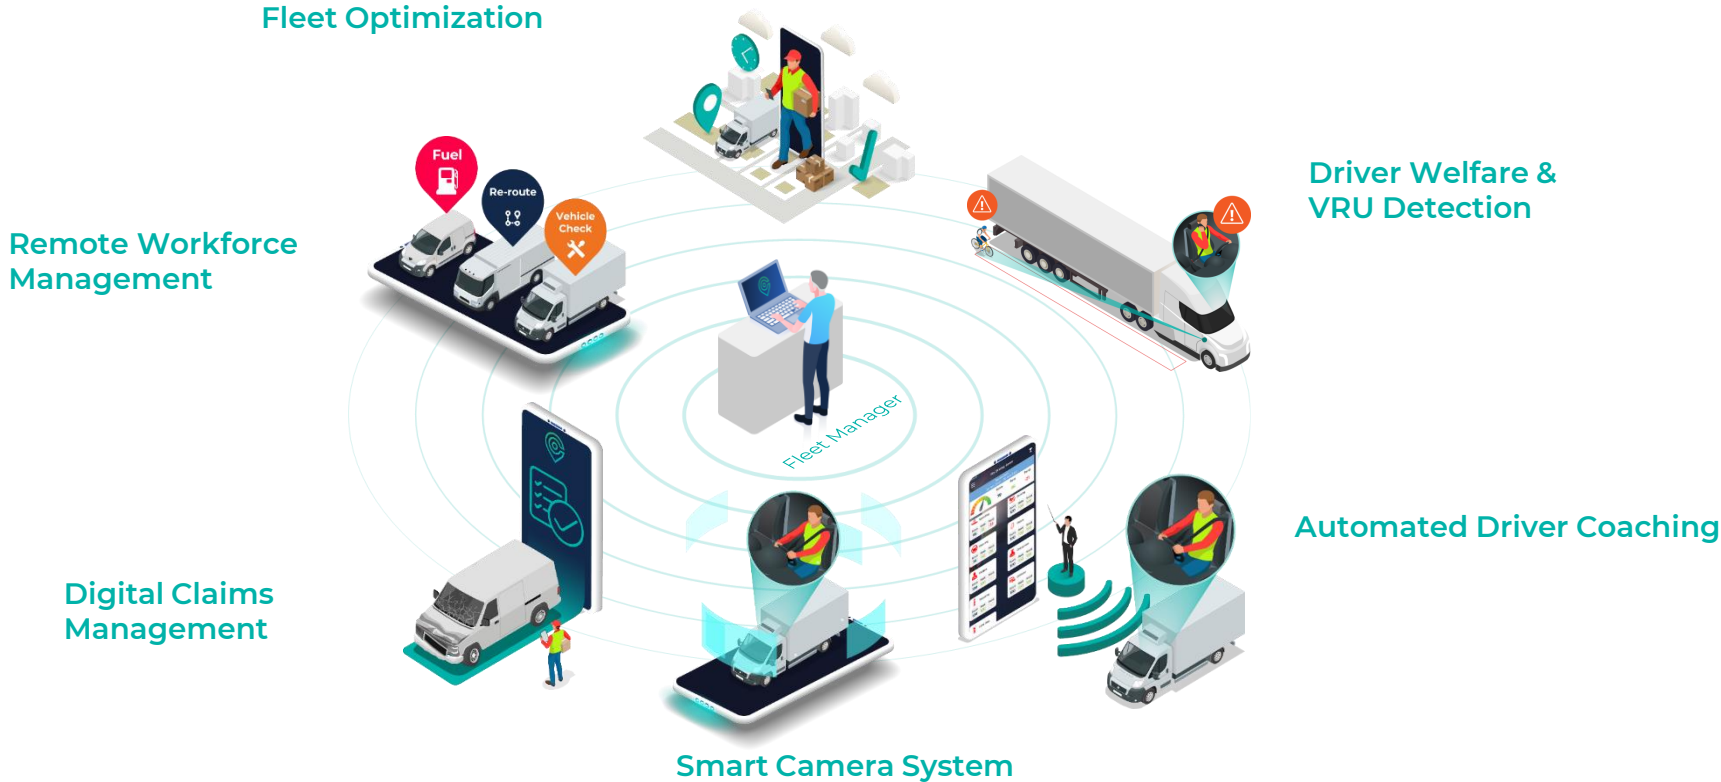 Fleet Optimization
Driver Welfare &
VRU Detection
Fuel
Re-route
Vehicle
Check
Remote Workforce
Management
Fleet Manager
Automated Driver Coaching
Digital Claims
Management
Smart Camera System